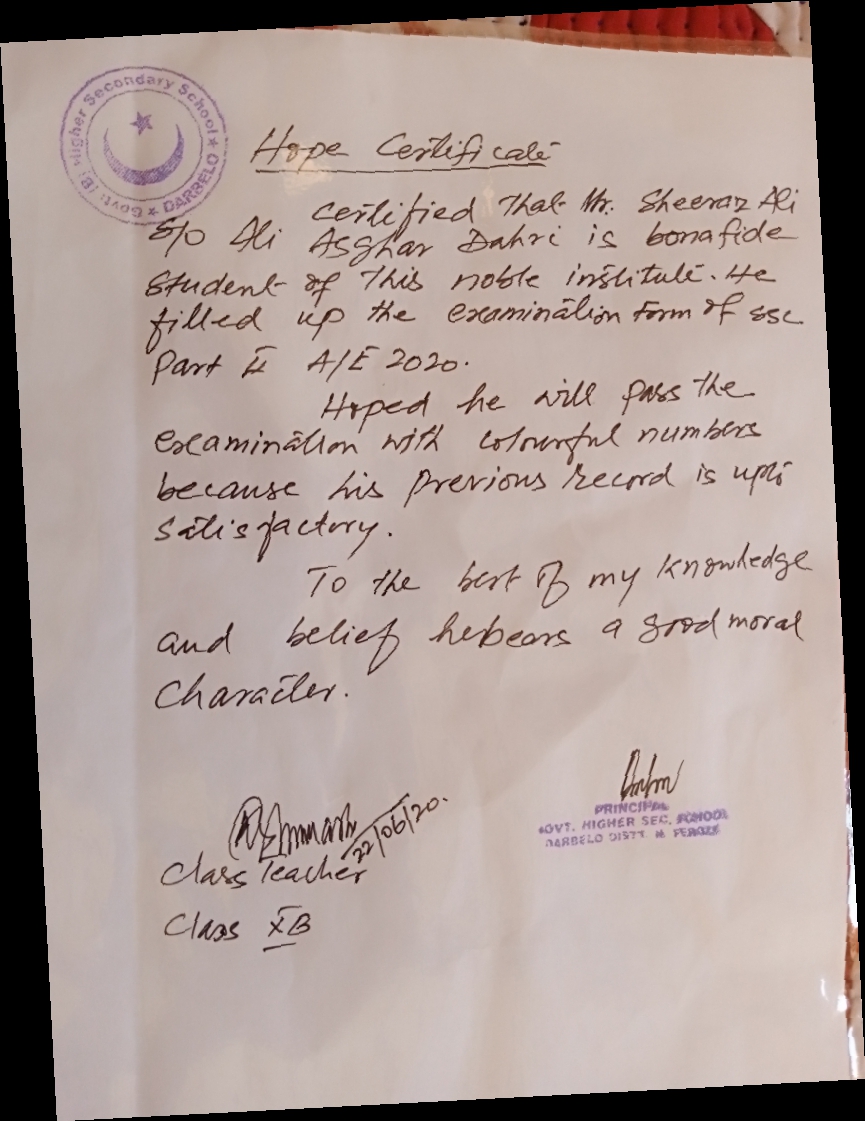 Govt: (B) Higher Secondary School ★ DARBELO ★
Hope Certificate
Certified that Mr. Sheeraz Ali
S/O Ali Asghar Dahri is bonafide
student of this noble institute. He
filled up the examination form of SSC
Part II A/E 2020.
Hoped he will pass the
examination with colourful numbers
because his previous record is upto
satisfactory.
To the best of my knowledge
and belief he bears a good moral
character.
22/06/20.
Class Teacher
Class XB
PRINCIPAL
GOVT. HIGHER SEC. SCHOOL
DARBELO DISTT. N. FEROZE